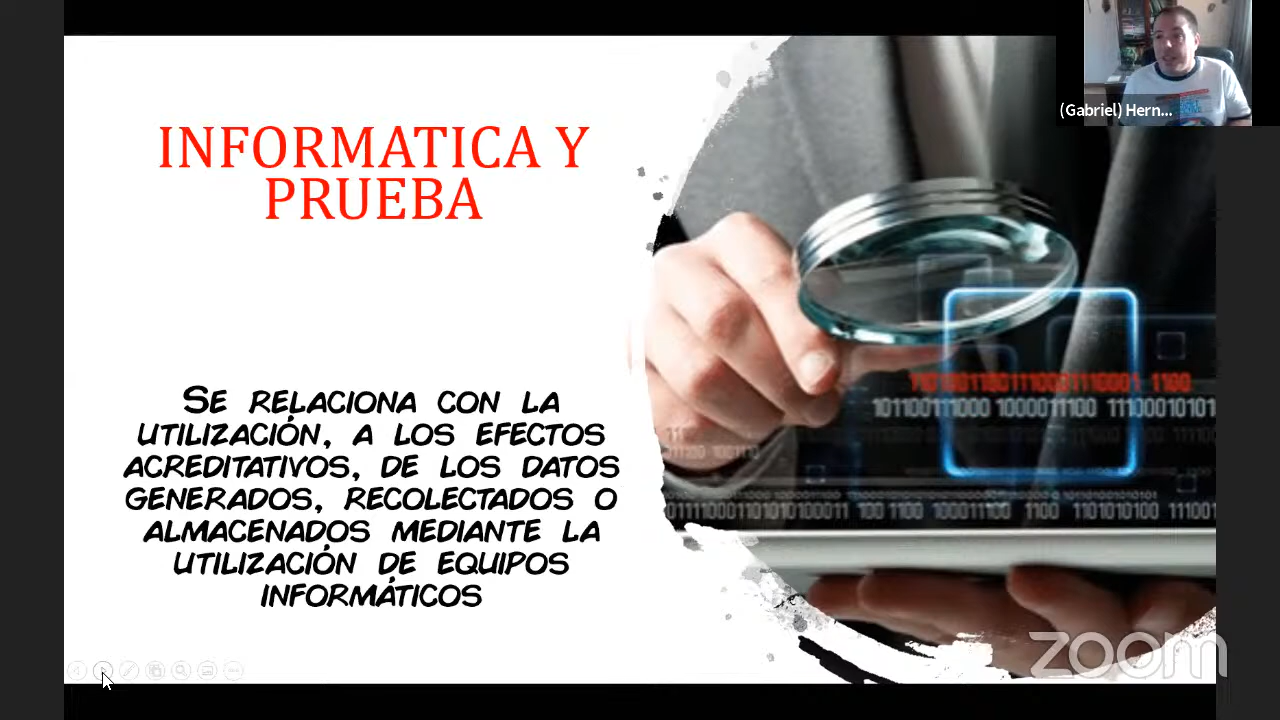 INFORMATICA Y
PRUEBA
SE RELACIONA CON LA
UTILIZACIÓN, A LOS EFECTOS
ACREDITATIVOS, DE LOS DATOS
GENERADOS, RECOLECTADOS O
ALMACENADOS MEDIANTE LA
UTILIZACIÓN DE EQUIPOS
INFORMÁTICOS
(Gabriel) Hern...
zoom